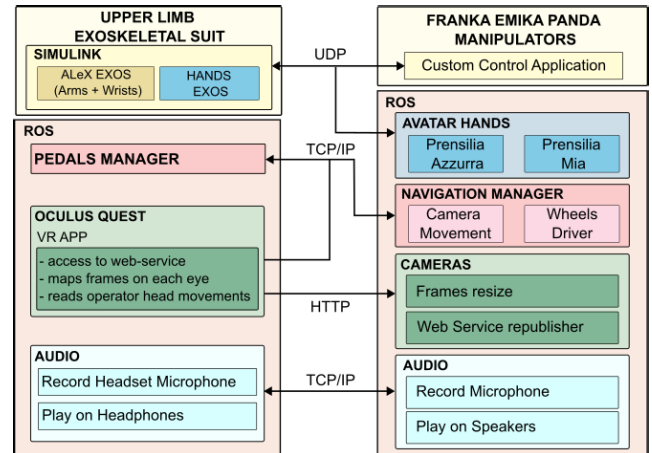 UPPER LIMB
EXOSKELETAL SUIT
SIMULINK
ALeX EXOS
(Arms + Wrists)
HANDS
EXOS
UDP
FRANKA EMIKA PANDA
MANIPULATORS
Custom Control Application
ROS
PEDALS MANAGER
TCP/IP
OCULUS QUEST
VR APP
- access to web-service
- maps frames on each eye
- reads operator head movements
HTTP
AUDIO
Record Headset Microphone
Play on Headphones
TCP/IP
ROS
AVATAR HANDS
Prensilia
Azzurra
Prensilia
Mia
NAVIGATION MANAGER
Camera
Movement
Wheels
Driver
CAMERAS
Frames resize
Web Service republisher
AUDIO
Record Microphone
Play on Speakers